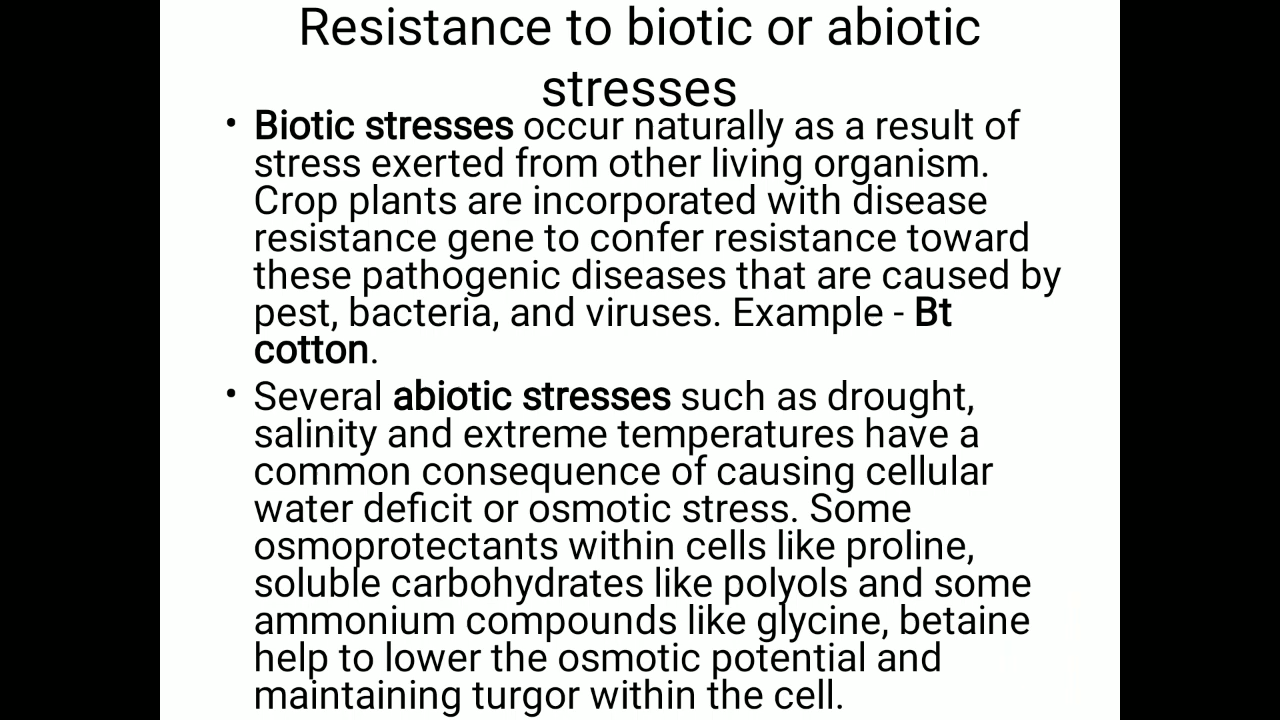 Resistance to biotic or abiotic
stresses
• Biotic stresses occur naturally as a result of
stress exerted from other living organism.
Crop plants are incorporated with disease
resistance gene to confer resistance toward
these pathogenic diseases that are caused by
pest, bacteria, and viruses. Example - Bt
cotton.
• Several abiotic stresses such as drought,
salinity and extreme temperatures have a
common consequence of causing cellular
water deficit or osmotic stress. Some
osmoprotectants within cells like proline,
soluble carbohydrates like polyols and some
ammonium compounds like glycine, betaine
help to lower the osmotic potential and
maintaining turgor within the cell.